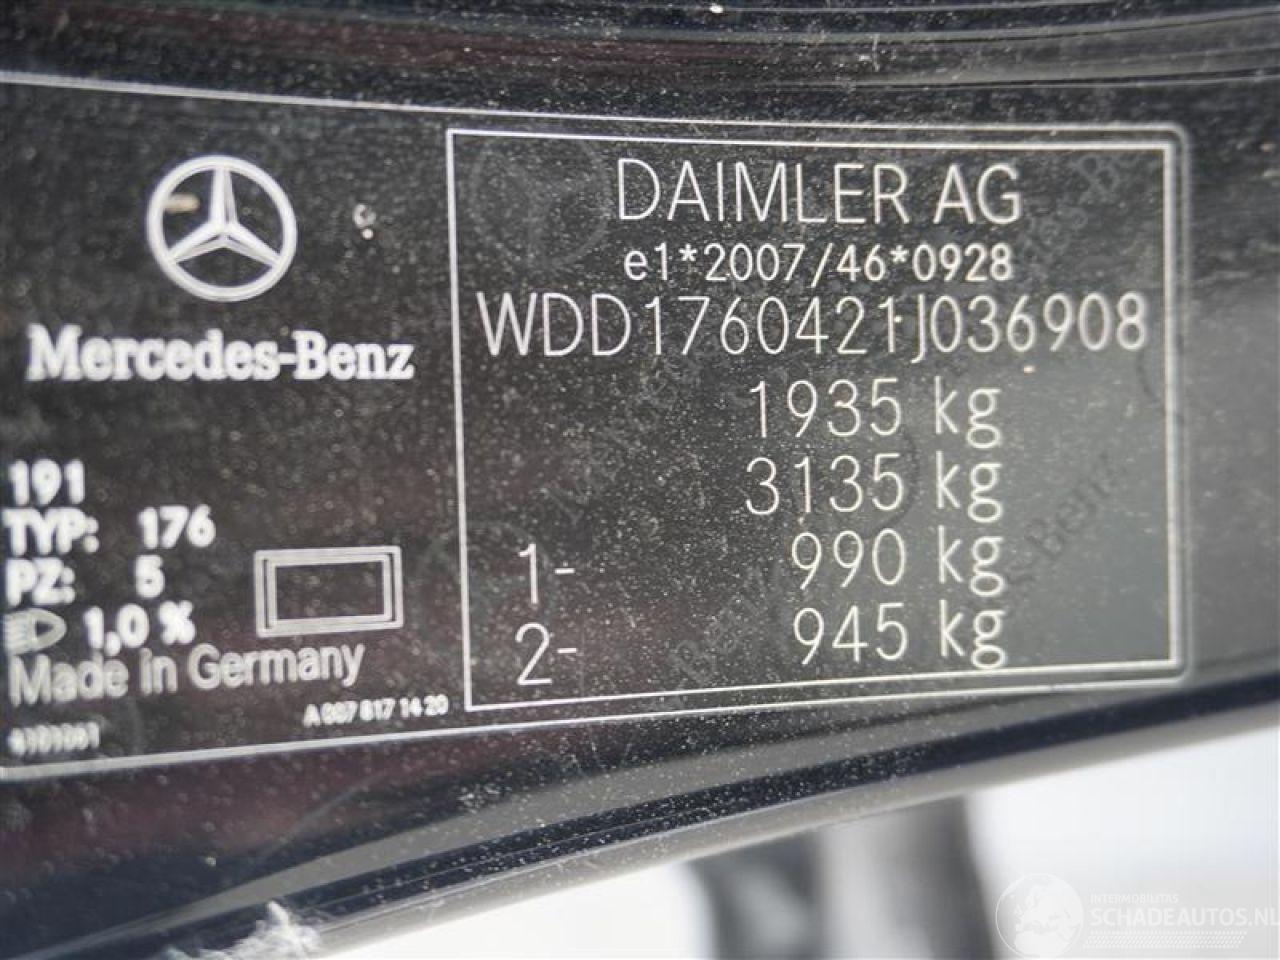 Mercedes-Benz
191
TYP: 176
PZ: 5
1,0 %
Made in Germany
A 007 817 14 20
DAIMLER AG
e1*2007/46*0928
WDD1760421J036908
1935 kg
3135 kg
1- 990 kg
2- 945 kg
INTERMOBILITAS
SCHADEAUTOS.NL